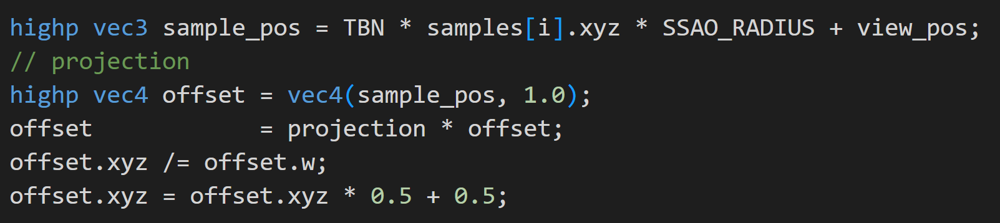 highp vec3 sample_pos = TBN * samples[i].xyz * SSAO_RADIUS + view_pos;
// projection
highp vec4 offset = vec4(sample_pos, 1.0);
offset            = projection * offset;
offset.xyz /= offset.w;
offset.xyz = offset.xyz * 0.5 + 0.5;